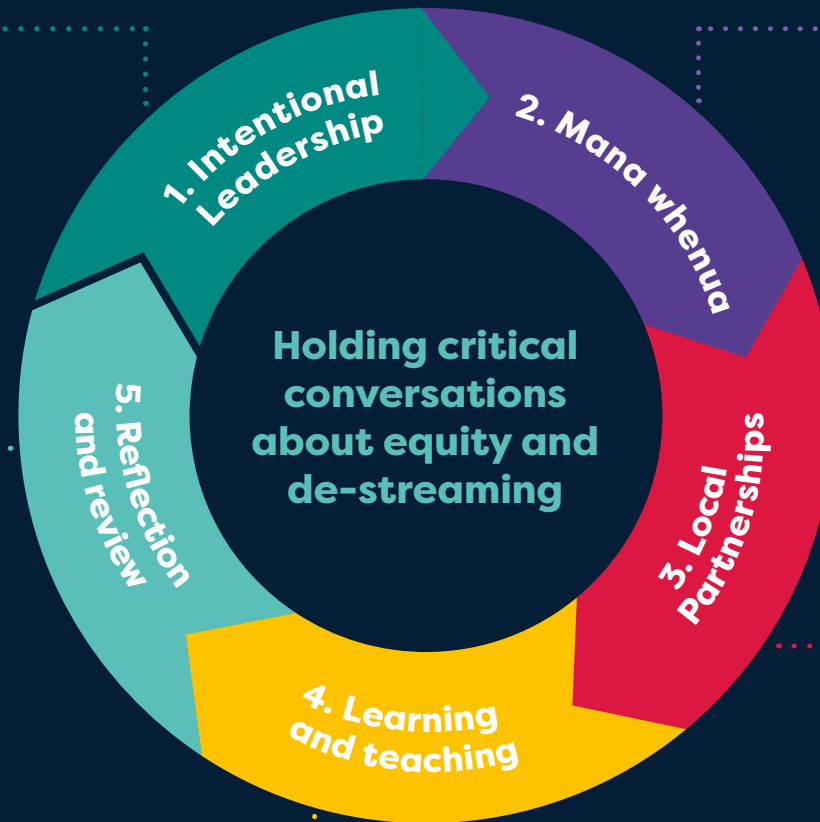 1. Intentional
Leadership
2. Mana whenua
3. Local
Partnerships
4. Learning
and teaching
5. Reflection
and review
Holding critical
conversations
about equity and
de-streaming